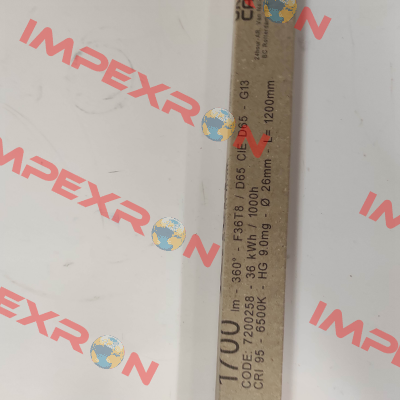 1700 lm - 360° - F36T8 / D65 CIE D65 - G13
CODE: 7200258 - 36 kWh / 1000h
CRI 95 - 6500K - HG 9.0mg - Ø 26mm - L= 1200mm
IMPEXRON
IMPEXRON
IMPEXRON
IMPEXRON